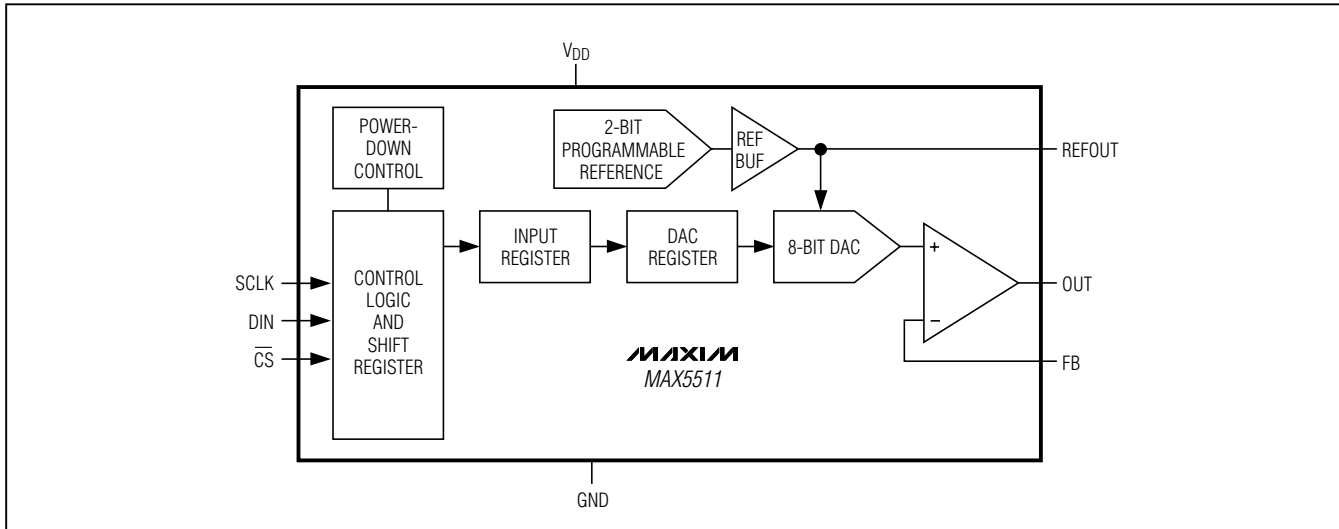 VDD
POWER-
DOWN
CONTROL
2-BIT
PROGRAMMABLE
REFERENCE
REF
BUF
REFOUT
CONTROL
LOGIC
AND
SHIFT
REGISTER
INPUT
REGISTER
DAC
REGISTER
8-BIT DAC
+
−
SCLK
DIN
CS
OUT
FB
MAXIM
MAX5511
GND